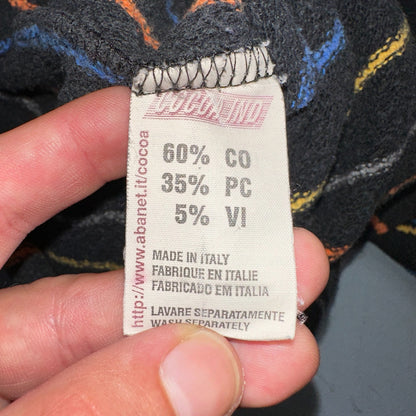 COCOA IND
60% CO
35% PC
5% VI
MADE IN ITALY
FABRIQUE EN ITALIE
FABRICADO EM ITALIA
LAVARE SEPARATAMENTE
WASH SEPARATELY
http://www.abanet.it/cocoa